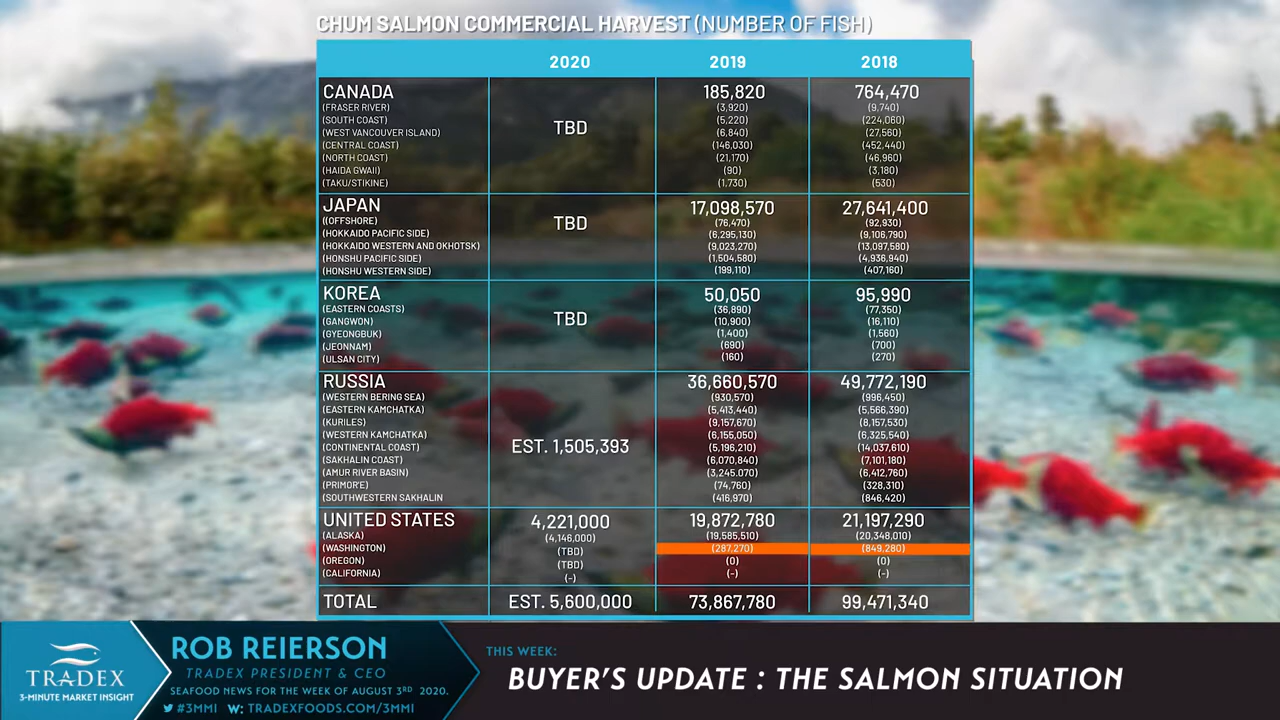 CHUM SALMON COMMERCIAL HARVEST (NUMBER OF FISH)
2020 2019 2018
CANADA TBD 185,820 764,470
(FRASER RIVER) (3,920) (9,740)
(SOUTH COAST) (5,220) (224,060)
(WEST VANCOUVER ISLAND) (6,840) (27,560)
(CENTRAL COAST) (146,030) (452,440)
(NORTH COAST) (21,170) (46,960)
(HAIDA GWAII) (90) (3,180)
(TAKU/STIKINE) (1,730) (530)
JAPAN TBD 17,098,570 27,641,400
((OFFSHORE) (76,470) (92,930)
(HOKKAIDO PACIFIC SIDE) (6,295,130) (9,106,790)
(HOKKAIDO WESTERN AND OKHOTSK) (9,023,270) (13,097,580)
(HONSHU PACIFIC SIDE) (1,504,580) (4,936,940)
(HONSHU WESTERN SIDE) (199,110) (407,160)
KOREA TBD 50,050 95,990
(EASTERN COASTS) (36,890) (77,350)
(GANGWON) (10,900) (16,110)
(GYEONGBUK) (1,400) (1,560)
(JEONNAM) (690) (700)
(ULSAN CITY) (160) (270)
RUSSIA EST. 1,505,393 36,660,570 49,772,190
(WESTERN BERING SEA) (930,570) (996,450)
(EASTERN KAMCHATKA) (5,413,440) (5,566,390)
(KURILES) (9,157,670) (8,157,530)
(WESTERN KAMCHATKA) (6,155,050) (6,325,540)
(CONTINENTAL COAST) (5,196,210) (14,037,610)
(SAKHALIN COAST) (6,070,840) (7,101,180)
(AMUR RIVER BASIN) (3,245,070) (6,412,760)
(PRIMOR'E) (74,760) (328,310)
(SOUTHWESTERN SAKHALIN (416,970) (846,420)
UNITED STATES 4,221,000 19,872,780 21,197,290
(ALASKA) (4,146,000) (19,585,510) (20,348,010)
(WASHINGTON) (TBD) (287,270) (849,280)
(OREGON) (TBD) (0) (0)
(CALIFORNIA) (-) (-) (-)
TOTAL EST. 5,600,000 73,867,780 99,471,340
TRADEX
3-MINUTE MARKET INSIGHT
ROB REIERSON
TRADEX PRESIDENT & CEO
SEAFOOD NEWS FOR THE WEEK OF AUGUST 3RD 2020.
#3MMI W: TRADEXFOODS.COM/3MMI
THIS WEEK:
BUYER'S UPDATE : THE SALMON SITUATION